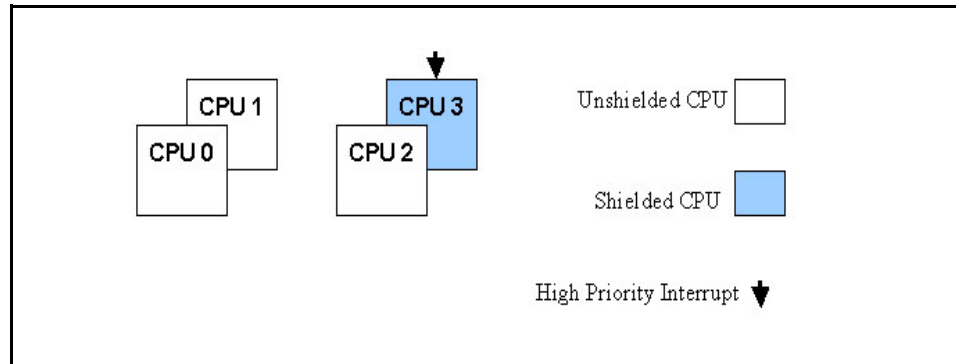 CPU 1
CPU 0
CPU 3
CPU 2
Unshielded CPU
Shielded CPU
High Priority Interrupt